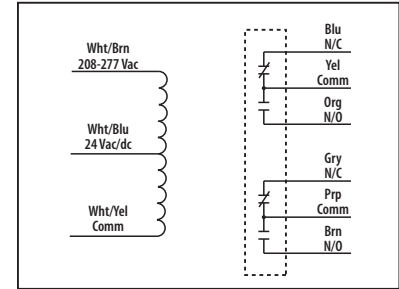 Wht/Brn
208-277 Vac
Wht/Blu
24 Vac/dc
Wht/Yel
Comm
Blu
N/C
Yel
Comm
Org
N/O
Gry
N/C
Prp
Comm
Brn
N/O